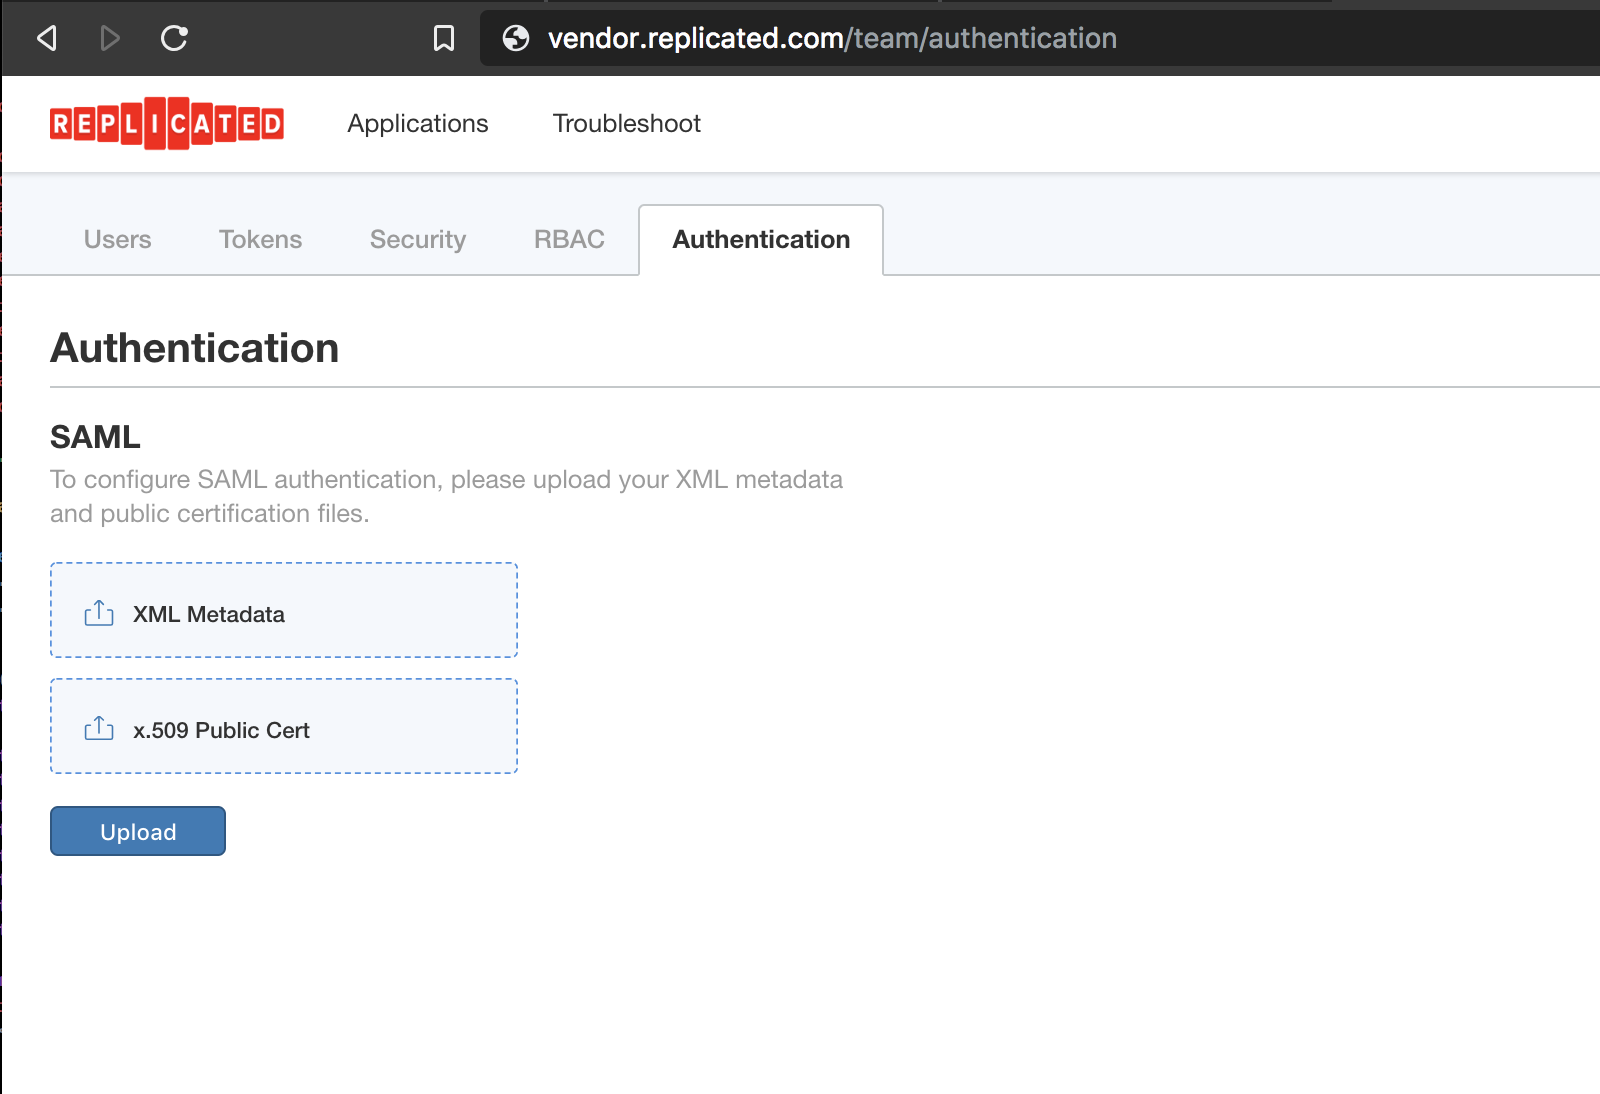 vendor.replicated.com/team/authentication
REPLICATED Applications Troubleshoot
Users Tokens Security RBAC Authentication
Authentication
SAML
To configure SAML authentication, please upload your XML metadata
and public certification files.
XML Metadata
x.509 Public Cert
Upload